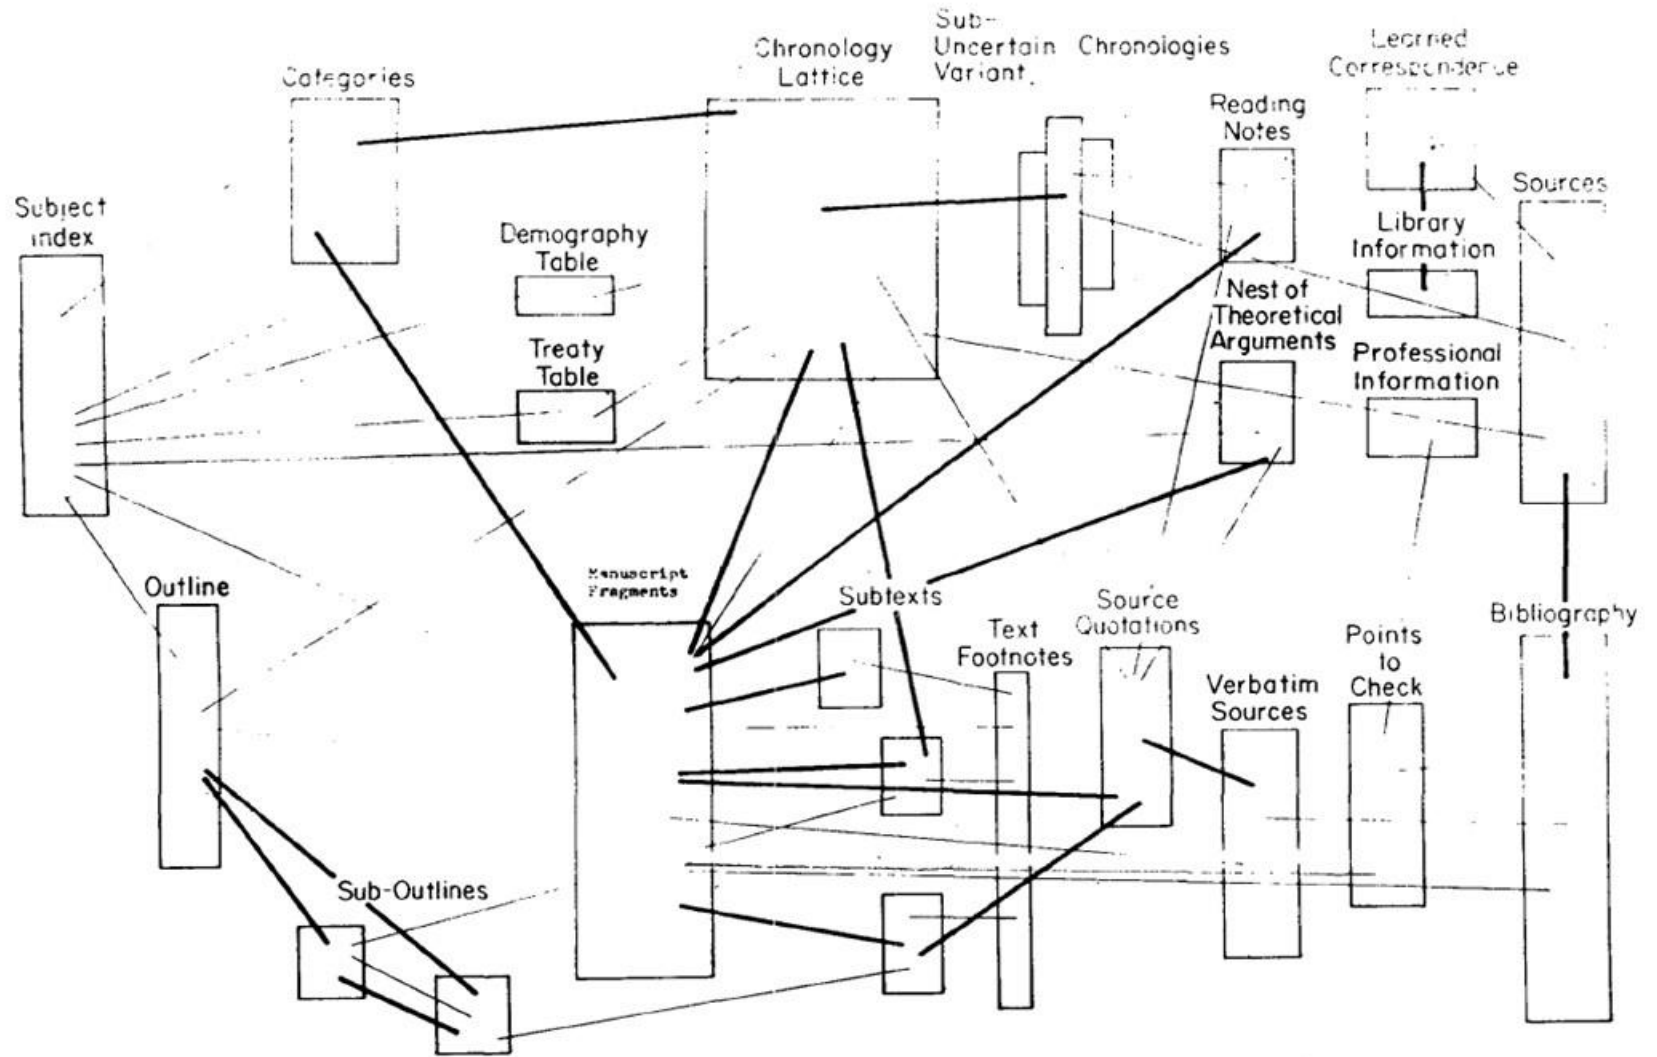 Sub-
Uncertain
Variant
Chronologies
Chronology
Lattice
Categories
Learned
Correspondence
Reading
Notes
Sources
Subject
index
Demography
Table
Library
Information
Nest of
Theoretical
Arguments
Treaty
Table
Professional
Information
Manuscript
Fragments
Outline
Subtexts
Source
Quotations
Bibliography
Text
Footnotes
Points
to
Check
Verbatim
Sources
Sub-Outlines